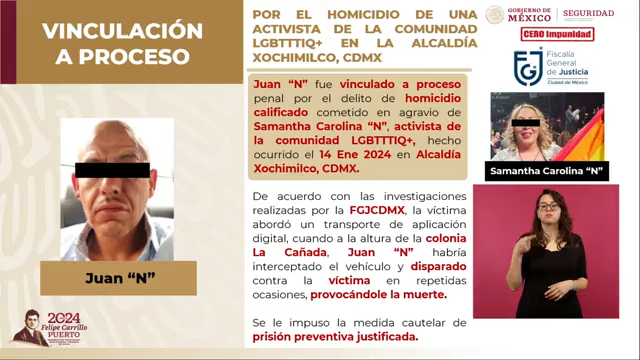 VINCULACIÓN
A PROCESO
Juan “N”
2024
Felipe Carrillo
PUERTO
POR EL HOMICIDIO DE UNA
ACTIVISTA DE LA COMUNIDAD
LGBTTTIQ+ EN LA ALCALDÍA
XOCHIMILCO, CDMX
Juan “N” fue vinculado a proceso
penal por el delito de homicidio
calificado cometido en agravio de
Samantha Carolina “N”, activista de
la comunidad LGBTTTIQ+, hecho
ocurrido el 14 Ene 2024 en Alcaldía
Xochimilco, CDMX.
De acuerdo con las investigaciones
realizadas por la FGJCDMX, la víctima
abordó un transporte de aplicación
digital, cuando a la altura de la colonia
La Cañada, Juan “N” habría
interceptado el vehículo y disparado
contra la víctima en repetidas
ocasiones, provocándole la muerte.
Se le impuso la medida cautelar de
prisión preventiva justificada.
GOBIERNO DE
MÉXICO
SEGURIDAD
CERO Impunidad
FGJ
Fiscalía
General
de Justicia
Ciudad de México
Samantha Carolina “N”